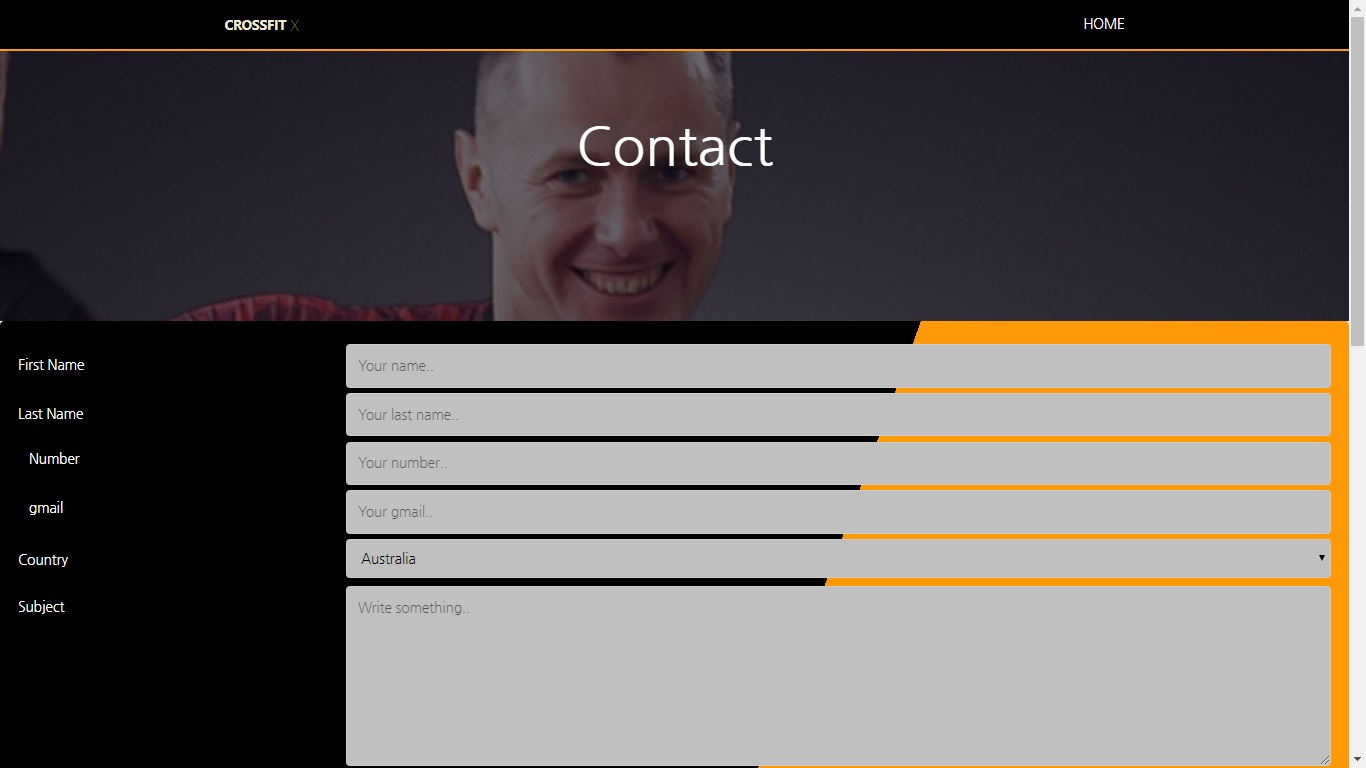 CROSSFIT X
HOME
Contact
First Name
Your name..
Last Name
Your last name..
Number
Your number..
gmail
Your gmail..
Country
Australia
Subject
Write something..